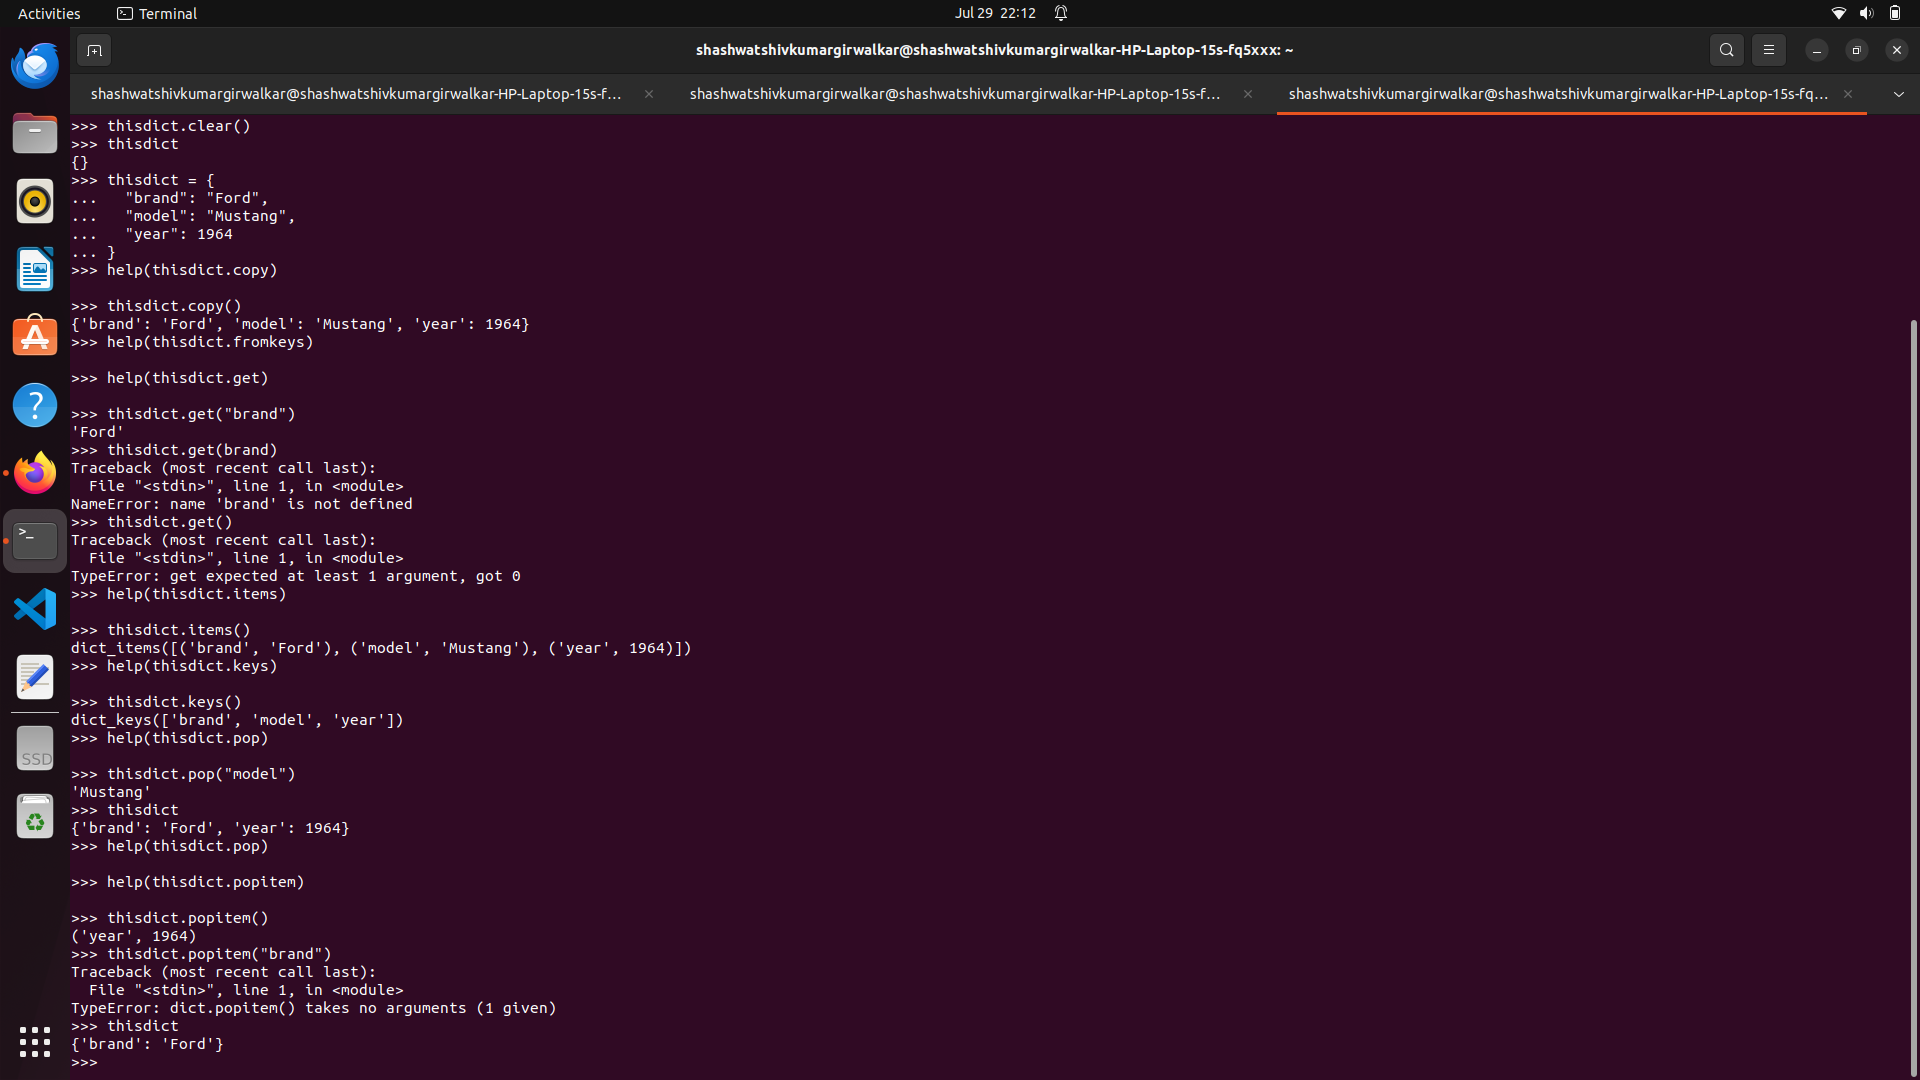 Activities
Terminal
Jul 29 22:12
shashwatshivkumargirwalkar@shashwatshivkumargirwalkar-HP-Laptop-15s-fq5xxx: ~
shashwatshivkumargirwalkar@shashwatshivkumargirwalkar-HP-Laptop-15s-f...
shashwatshivkumargirwalkar@shashwatshivkumargirwalkar-HP-Laptop-15s-f...
shashwatshivkumargirwalkar@shashwatshivkumargirwalkar-HP-Laptop-15s-fq...
>>> thisdict.clear()
>>> thisdict
{}
>>> thisdict = {
...   "brand": "Ford",
...   "model": "Mustang",
...   "year": 1964
... }
>>> help(thisdict.copy)

>>> thisdict.copy()
{'brand': 'Ford', 'model': 'Mustang', 'year': 1964}
>>> help(thisdict.fromkeys)

>>> help(thisdict.get)

>>> thisdict.get("brand")
'Ford'
>>> thisdict.get(brand)
Traceback (most recent call last):
  File "<stdin>", line 1, in <module>
NameError: name 'brand' is not defined
>>> thisdict.get()
Traceback (most recent call last):
  File "<stdin>", line 1, in <module>
TypeError: get expected at least 1 argument, got 0
>>> help(thisdict.items)

>>> thisdict.items()
dict_items([('brand', 'Ford'), ('model', 'Mustang'), ('year', 1964)])
>>> help(thisdict.keys)

>>> thisdict.keys()
dict_keys(['brand', 'model', 'year'])
>>> help(thisdict.pop)

>>> thisdict.pop("model")
'Mustang'
>>> thisdict
{'brand': 'Ford', 'year': 1964}
>>> help(thisdict.pop)

>>> help(thisdict.popitem)

>>> thisdict.popitem()
('year', 1964)
>>> thisdict.popitem("brand")
Traceback (most recent call last):
  File "<stdin>", line 1, in <module>
TypeError: dict.popitem() takes no arguments (1 given)
>>> thisdict
{'brand': 'Ford'}
>>>
SSD